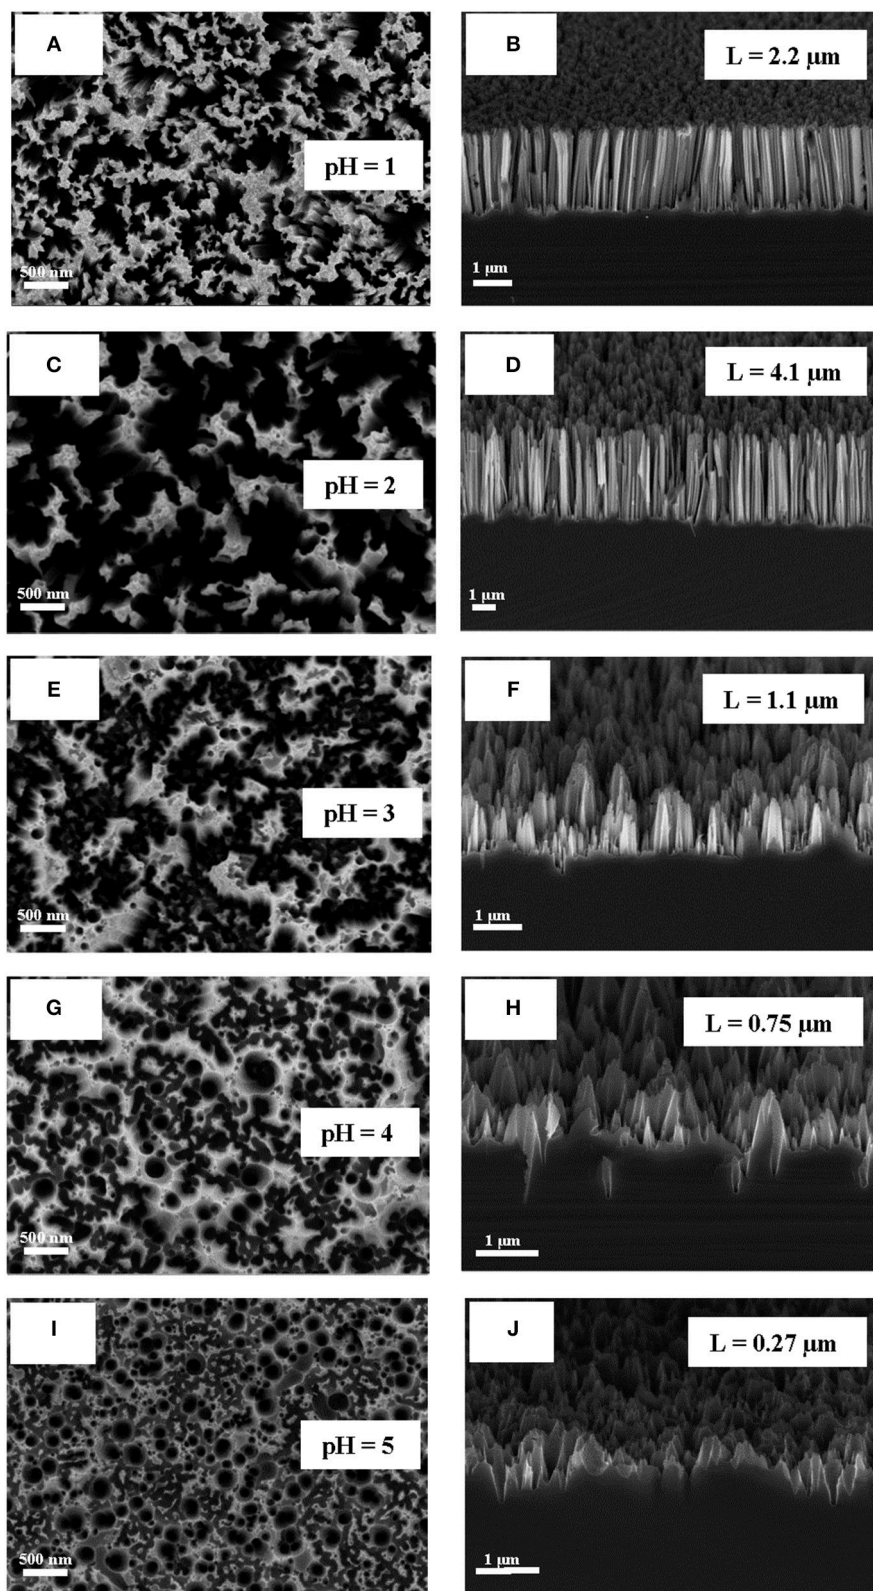 A
B
L = 2.2 µm
pH = 1
500 nm
1 µm
C
D
L = 4.1 µm
pH = 2
500 nm
1 µm
E
F
L = 1.1 µm
pH = 3
500 nm
1 µm
G
H
L = 0.75 µm
pH = 4
500 nm
1 µm
I
J
L = 0.27 µm
pH = 5
500 nm
1 µm